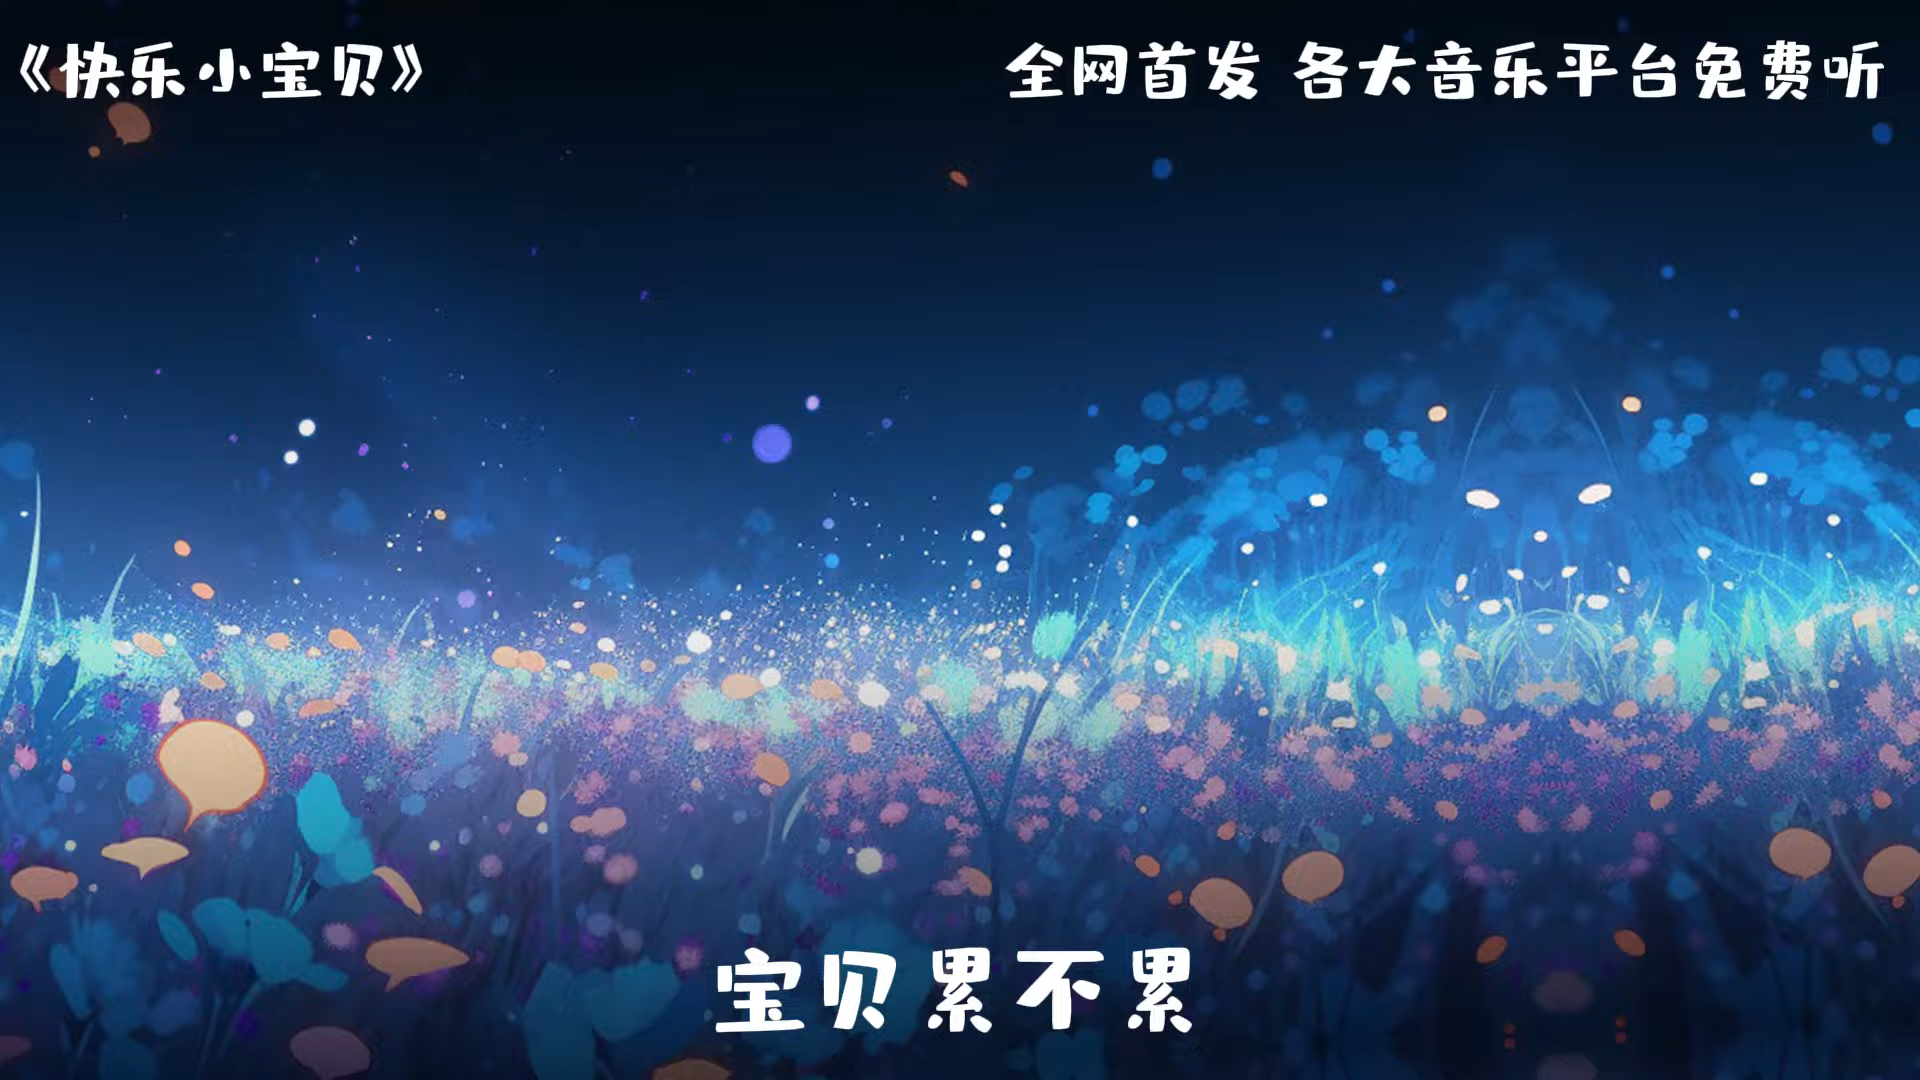 《快乐小宝贝》
全网首发 各大音乐平台免费听
宝贝累不累